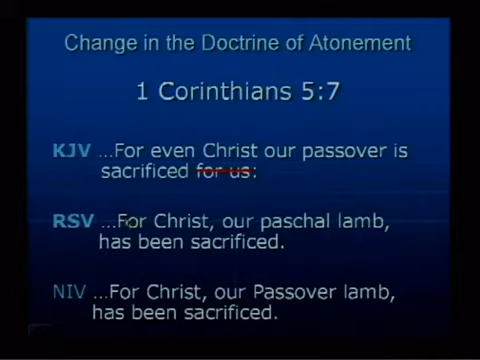 Change in the Doctrine of Atonement
1 Corinthians 5:7
KJV ...For even Christ our passover is
sacrificed for us:
RSV ...For Christ, our paschal lamb,
has been sacrificed.
NIV ...For Christ, our Passover lamb,
has been sacrificed.